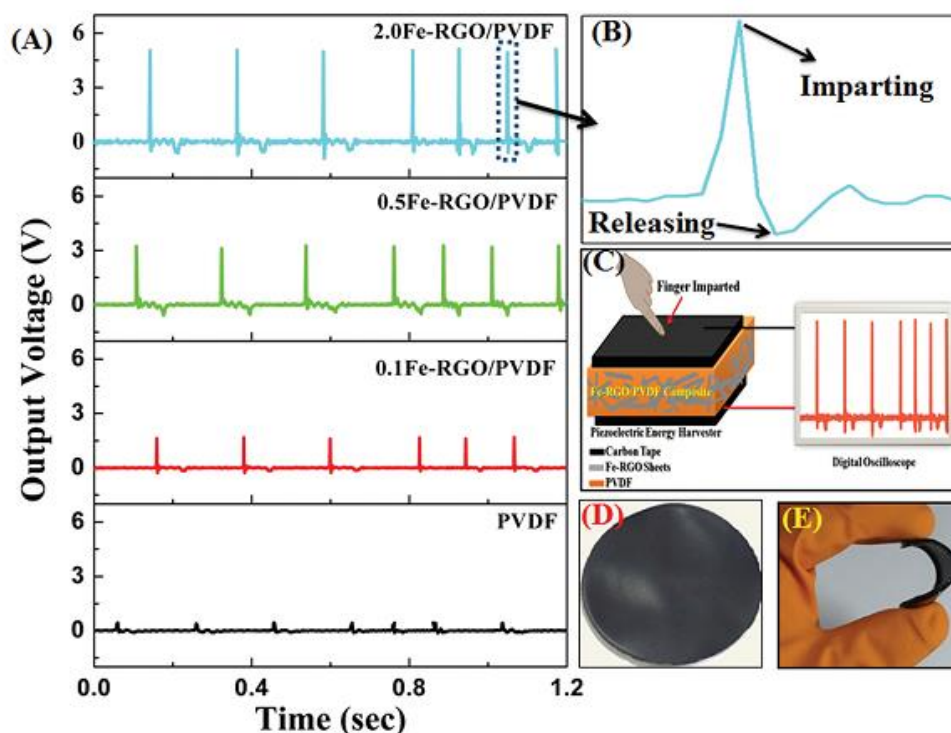 (A)
Output Voltage (V)
2.0Fe-RGO/PVDF
6
3
0
0.5Fe-RGO/PVDF
6
3
0
0.1Fe-RGO/PVDF
6
3
0
PVDF
6
3
0
0.0 0.4 0.8 1.2
Time (sec)
(B)
Imparting
Releasing
(C)
Finger Imparted
Fe-RGO/PVDF Composite
Piezoelectric Energy Harvester
Carbon Tape
Fe-RGO Sheets
PVDF
Digital Oscilloscope
(D)
(E)